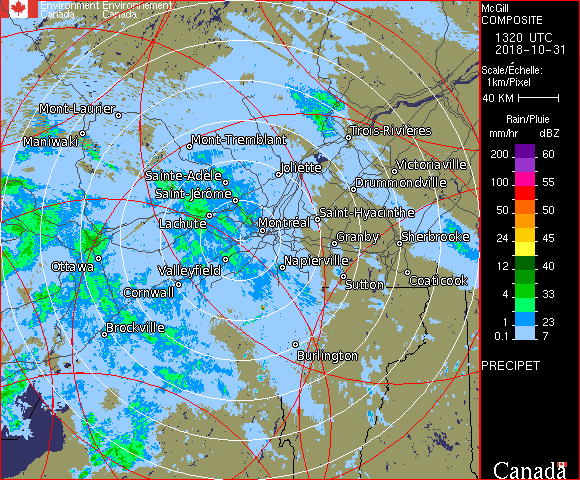 Environment Environnement
Canada Canada
McGill
COMPOSITE
1320 UTC
2018-10-31
Scale/Échelle:
1km/Pixel
40 KM
Rain/Pluie
mm/hr dBZ
200 60
100 55
50 50
24 45
12 40
4 33
1 23
0.1 7
PRECIPET
Canada
Mont-Laurier
Maniwaki
Mont-Tremblant
Trois-Rivières
Joliette
Victoriaville
Sainte-Adèle
Drummondville
Saint-Jérôme
Saint-Hyacinthe
Lachute
Montréal
Granby
Sherbrooke
Ottawa
Valleyfield
Napierville
Coaticook
Sutton
Cornwall
Brockville
Burlington